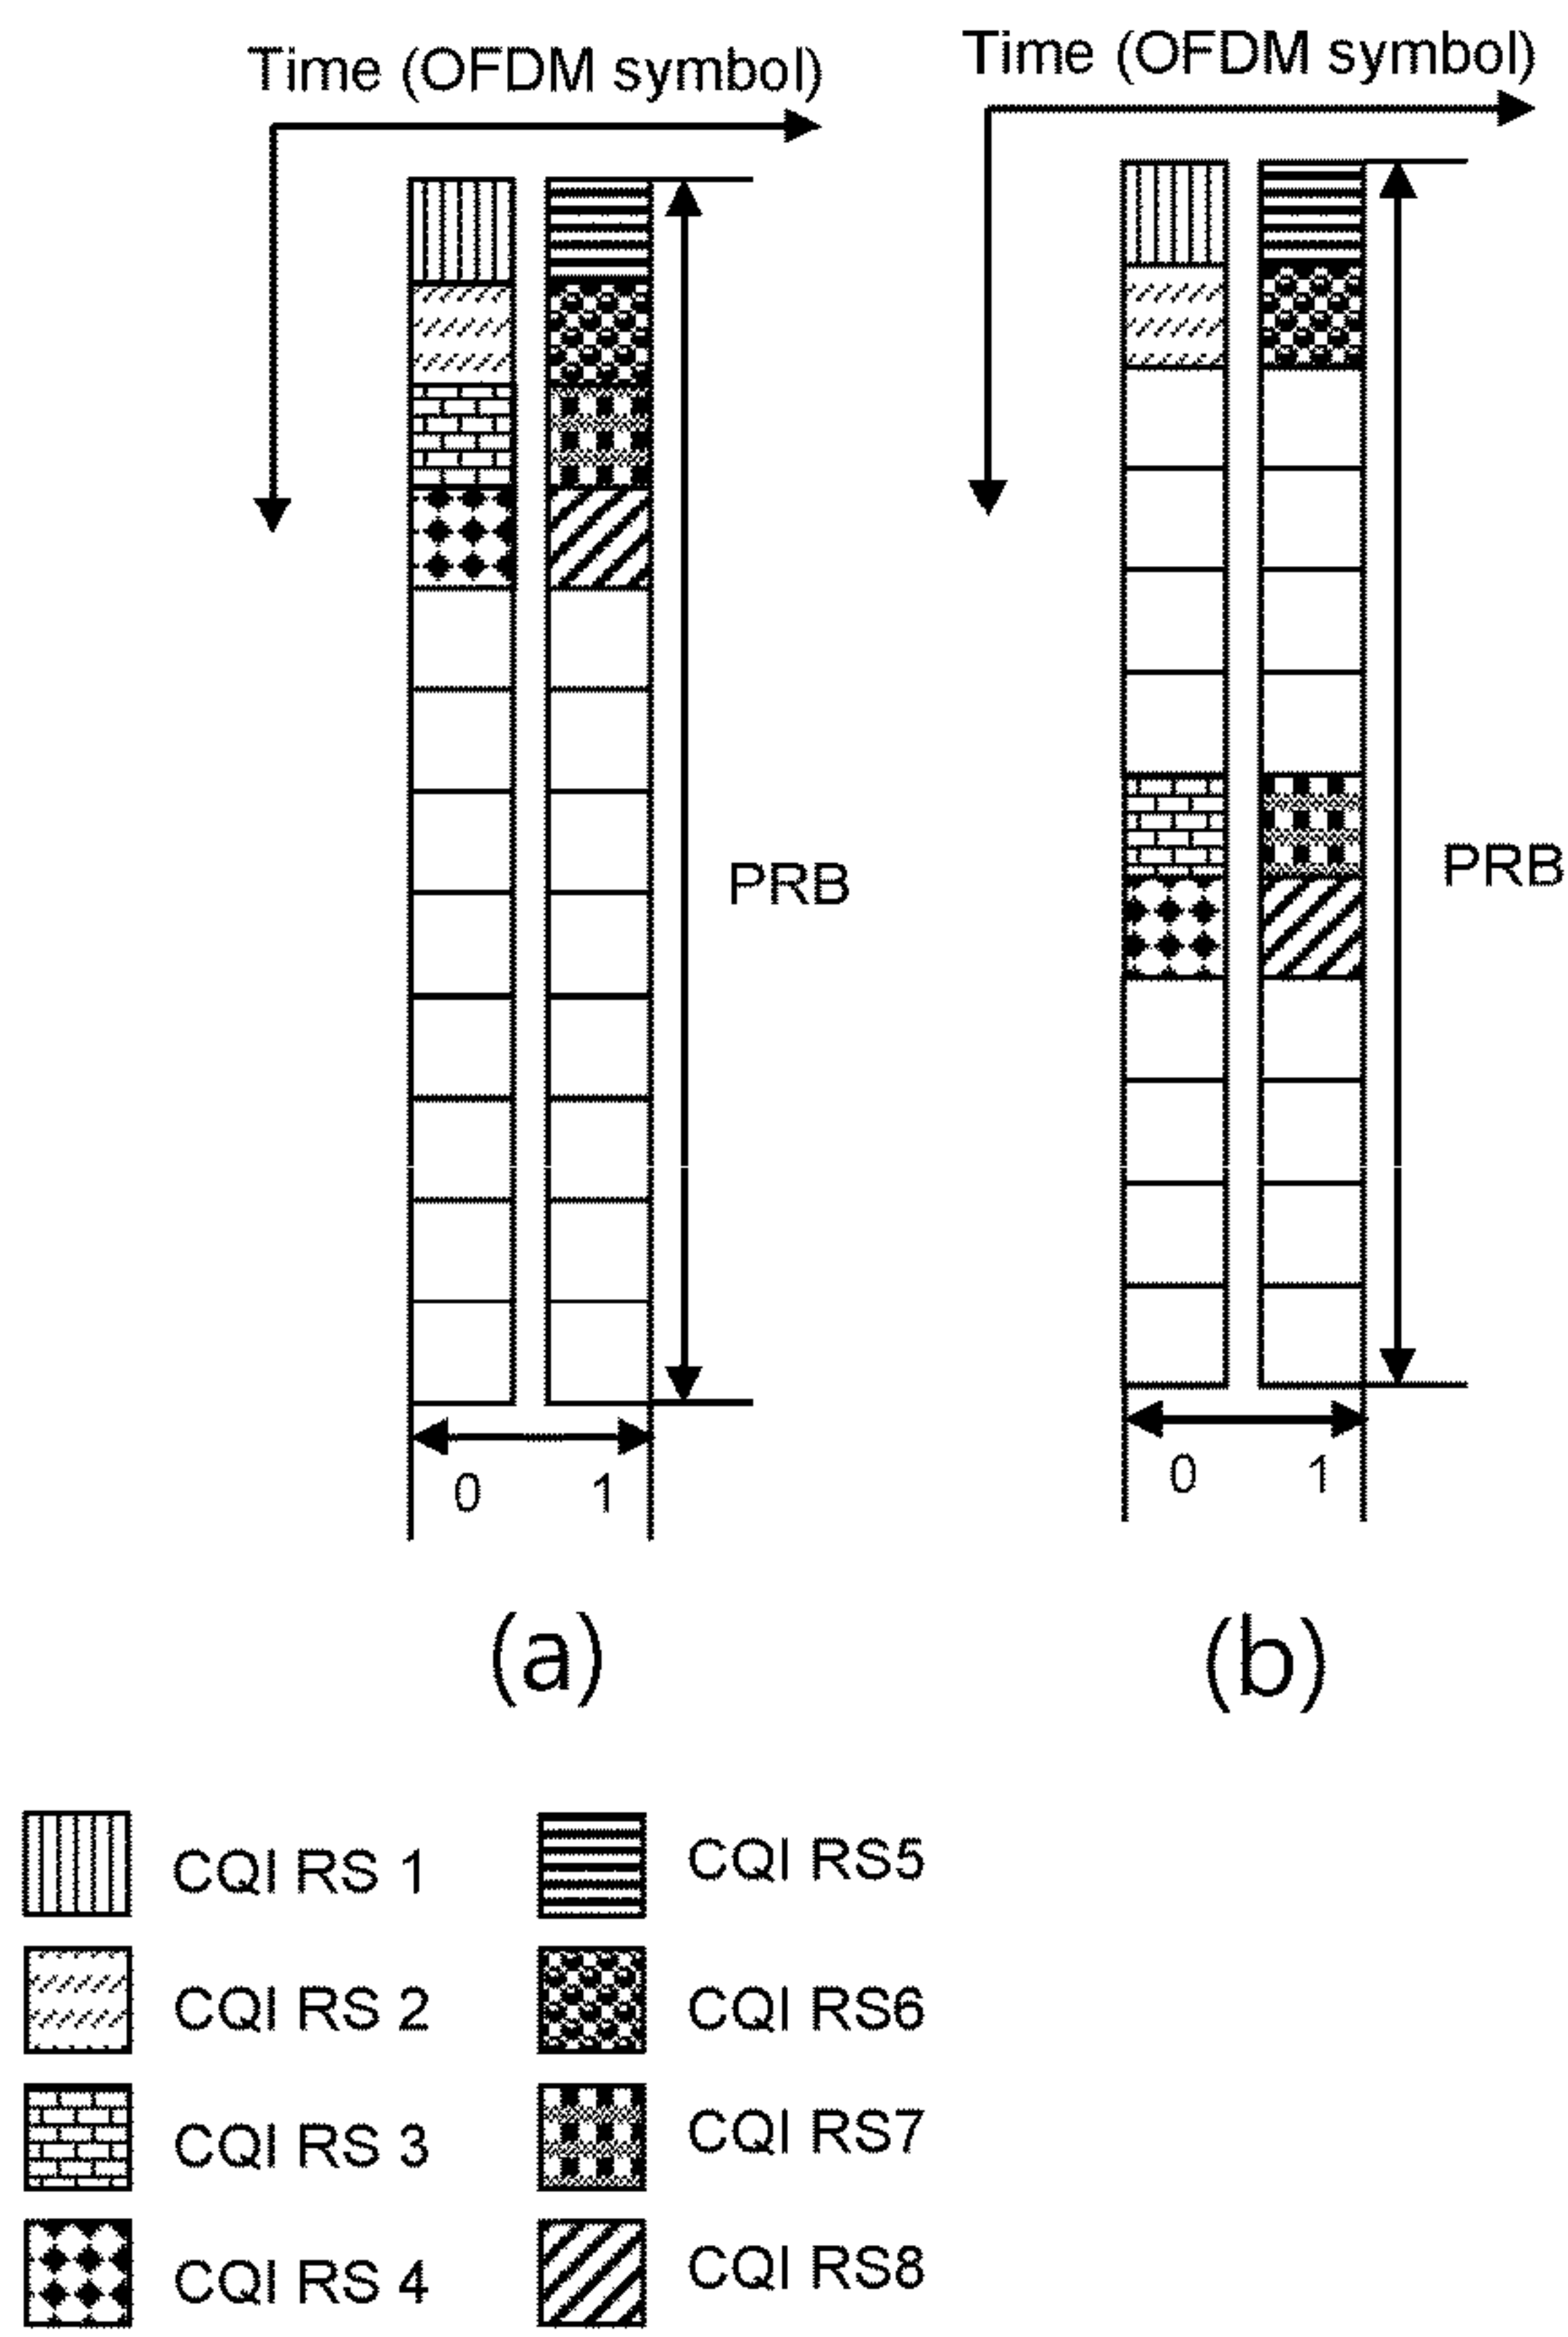 Time (OFDM symbol)
Time (OFDM symbol)
PRB
PRB
0 1
0 1
(a)
(b)
CQI RS 1
CQI RS5
CQI RS 2
CQI RS6
CQI RS 3
CQI RS7
CQI RS 4
CQI RS8